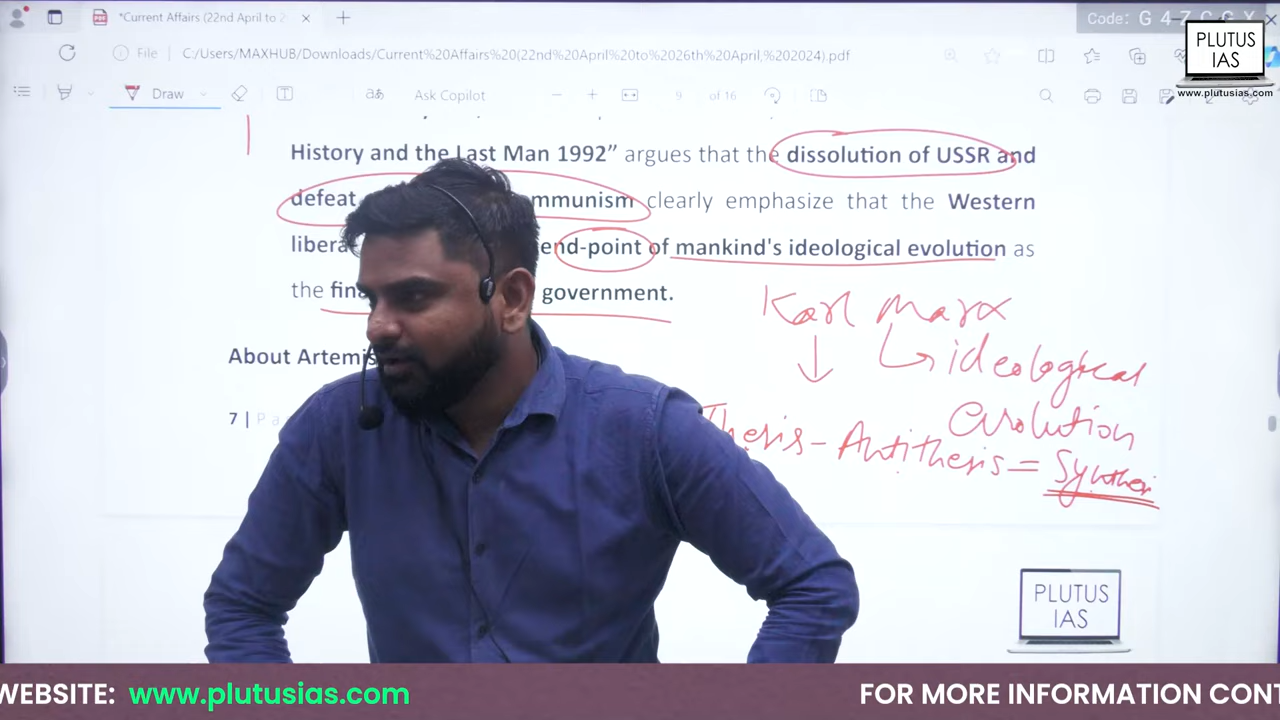 *Current Affairs (22nd April to 2
Code: G 4 Z C G X
PLUTUS
IAS
www.plutusias.com
File C:/Users/MAXHUB/Downloads/Current%20Affairs%20(22nd%20April%20to%2026th%20April,%202024).pdf
Draw
Ask Copilot
9 of 16
History and the Last Man 1992” argues that the dissolution of USSR and
defeat mmunism clearly emphasize that the Western
libera end-point of mankind's ideological evolution as
the fina government.
Karl Marx
ideological
evolution
About Artemis
7 | Pa
Thesis - Antithesis = Synthesi
PLUTUS
IAS
WEBSITE: www.plutusias.com
FOR MORE INFORMATION CONT